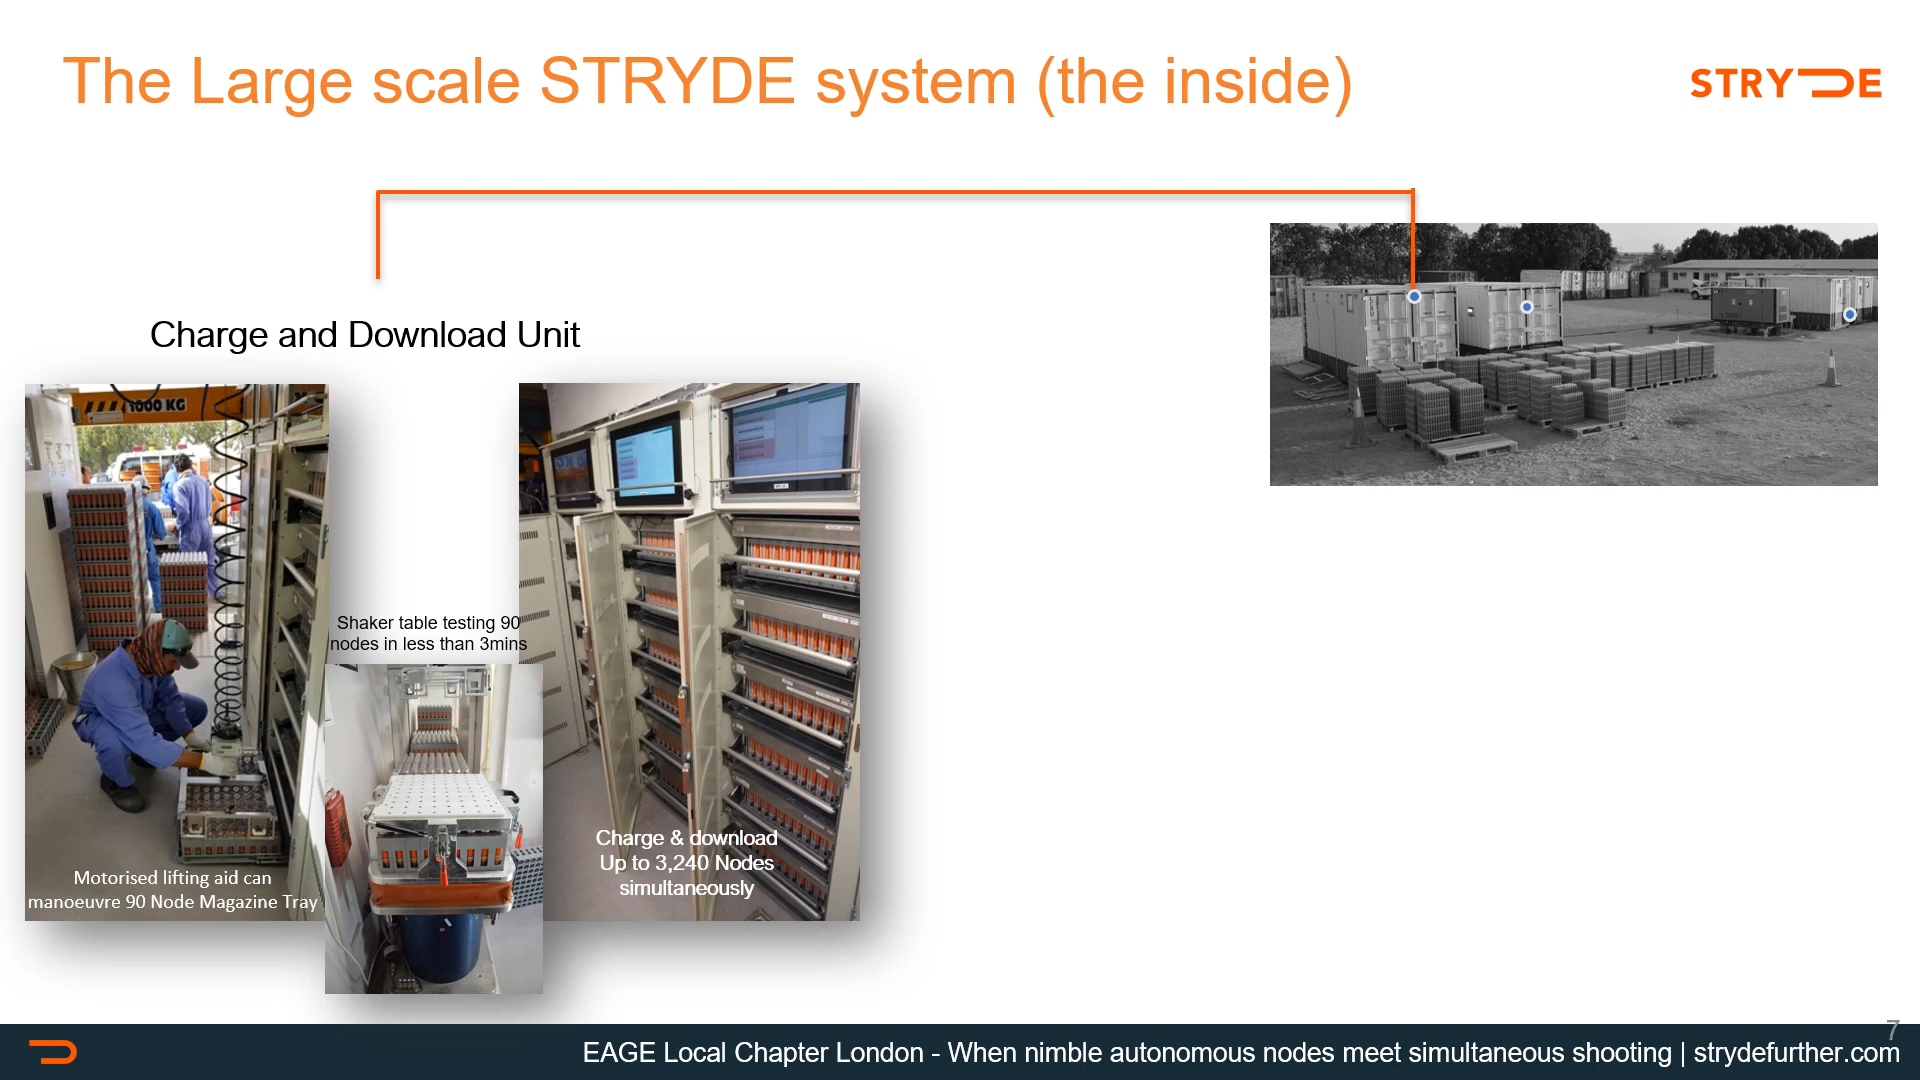 The Large scale STRYDE system (the inside)
STRYDE
Charge and Download Unit
1000 KG
Shaker table testing 90
nodes in less than 3mins
Charge & download
Up to 3,240 Nodes
simultaneously
Motorised lifting aid can
manoeuvre 90 Node Magazine Tray
7
EAGE Local Chapter London - When nimble autonomous nodes meet simultaneous shooting | strydefurther.com